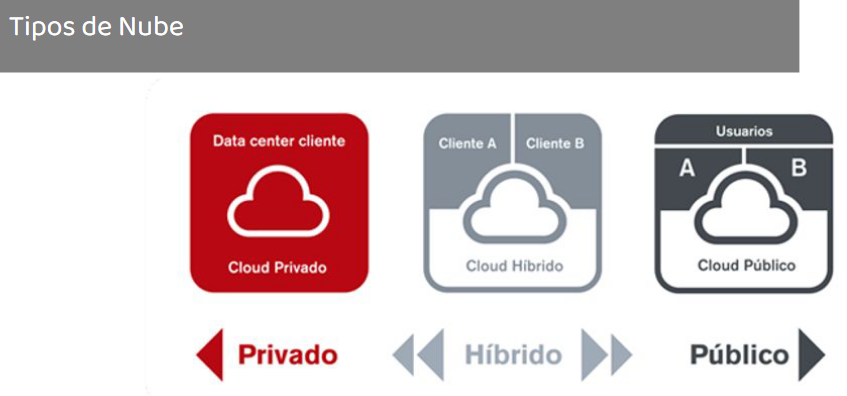 Tipos de Nube
Data center cliente
Cloud Privado
Cliente A
Cliente B
Cloud Híbrido
Usuarios
A
B
Cloud Público
Privado
Híbrido
Público